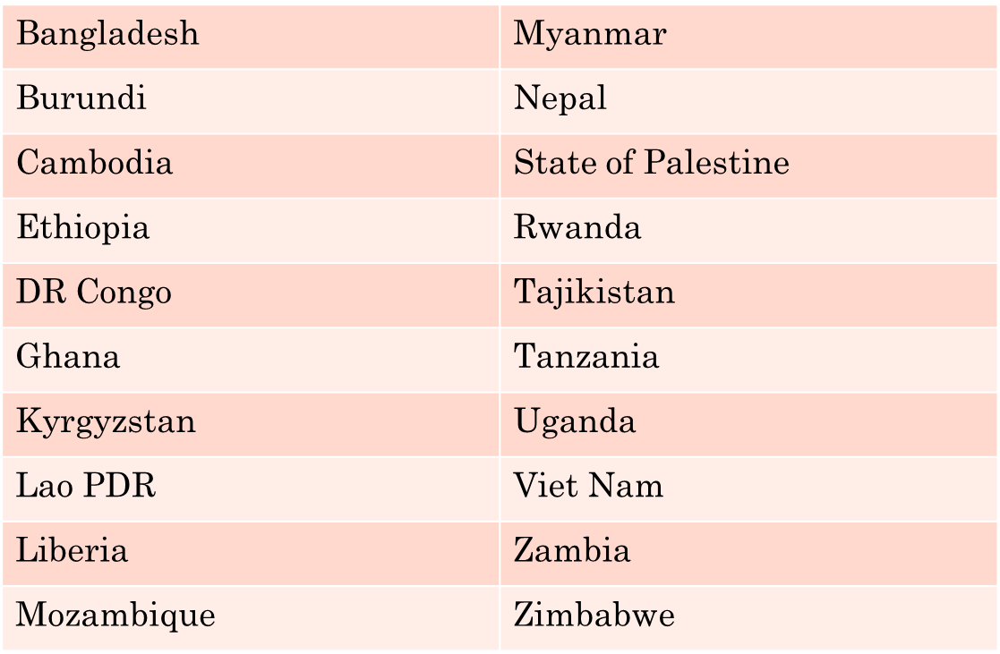 Bangladesh Myanmar
Burundi Nepal
Cambodia State of Palestine
Ethiopia Rwanda
DR Congo Tajikistan
Ghana Tanzania
Kyrgyzstan Uganda
Lao PDR Viet Nam
Liberia Zambia
Mozambique Zimbabwe